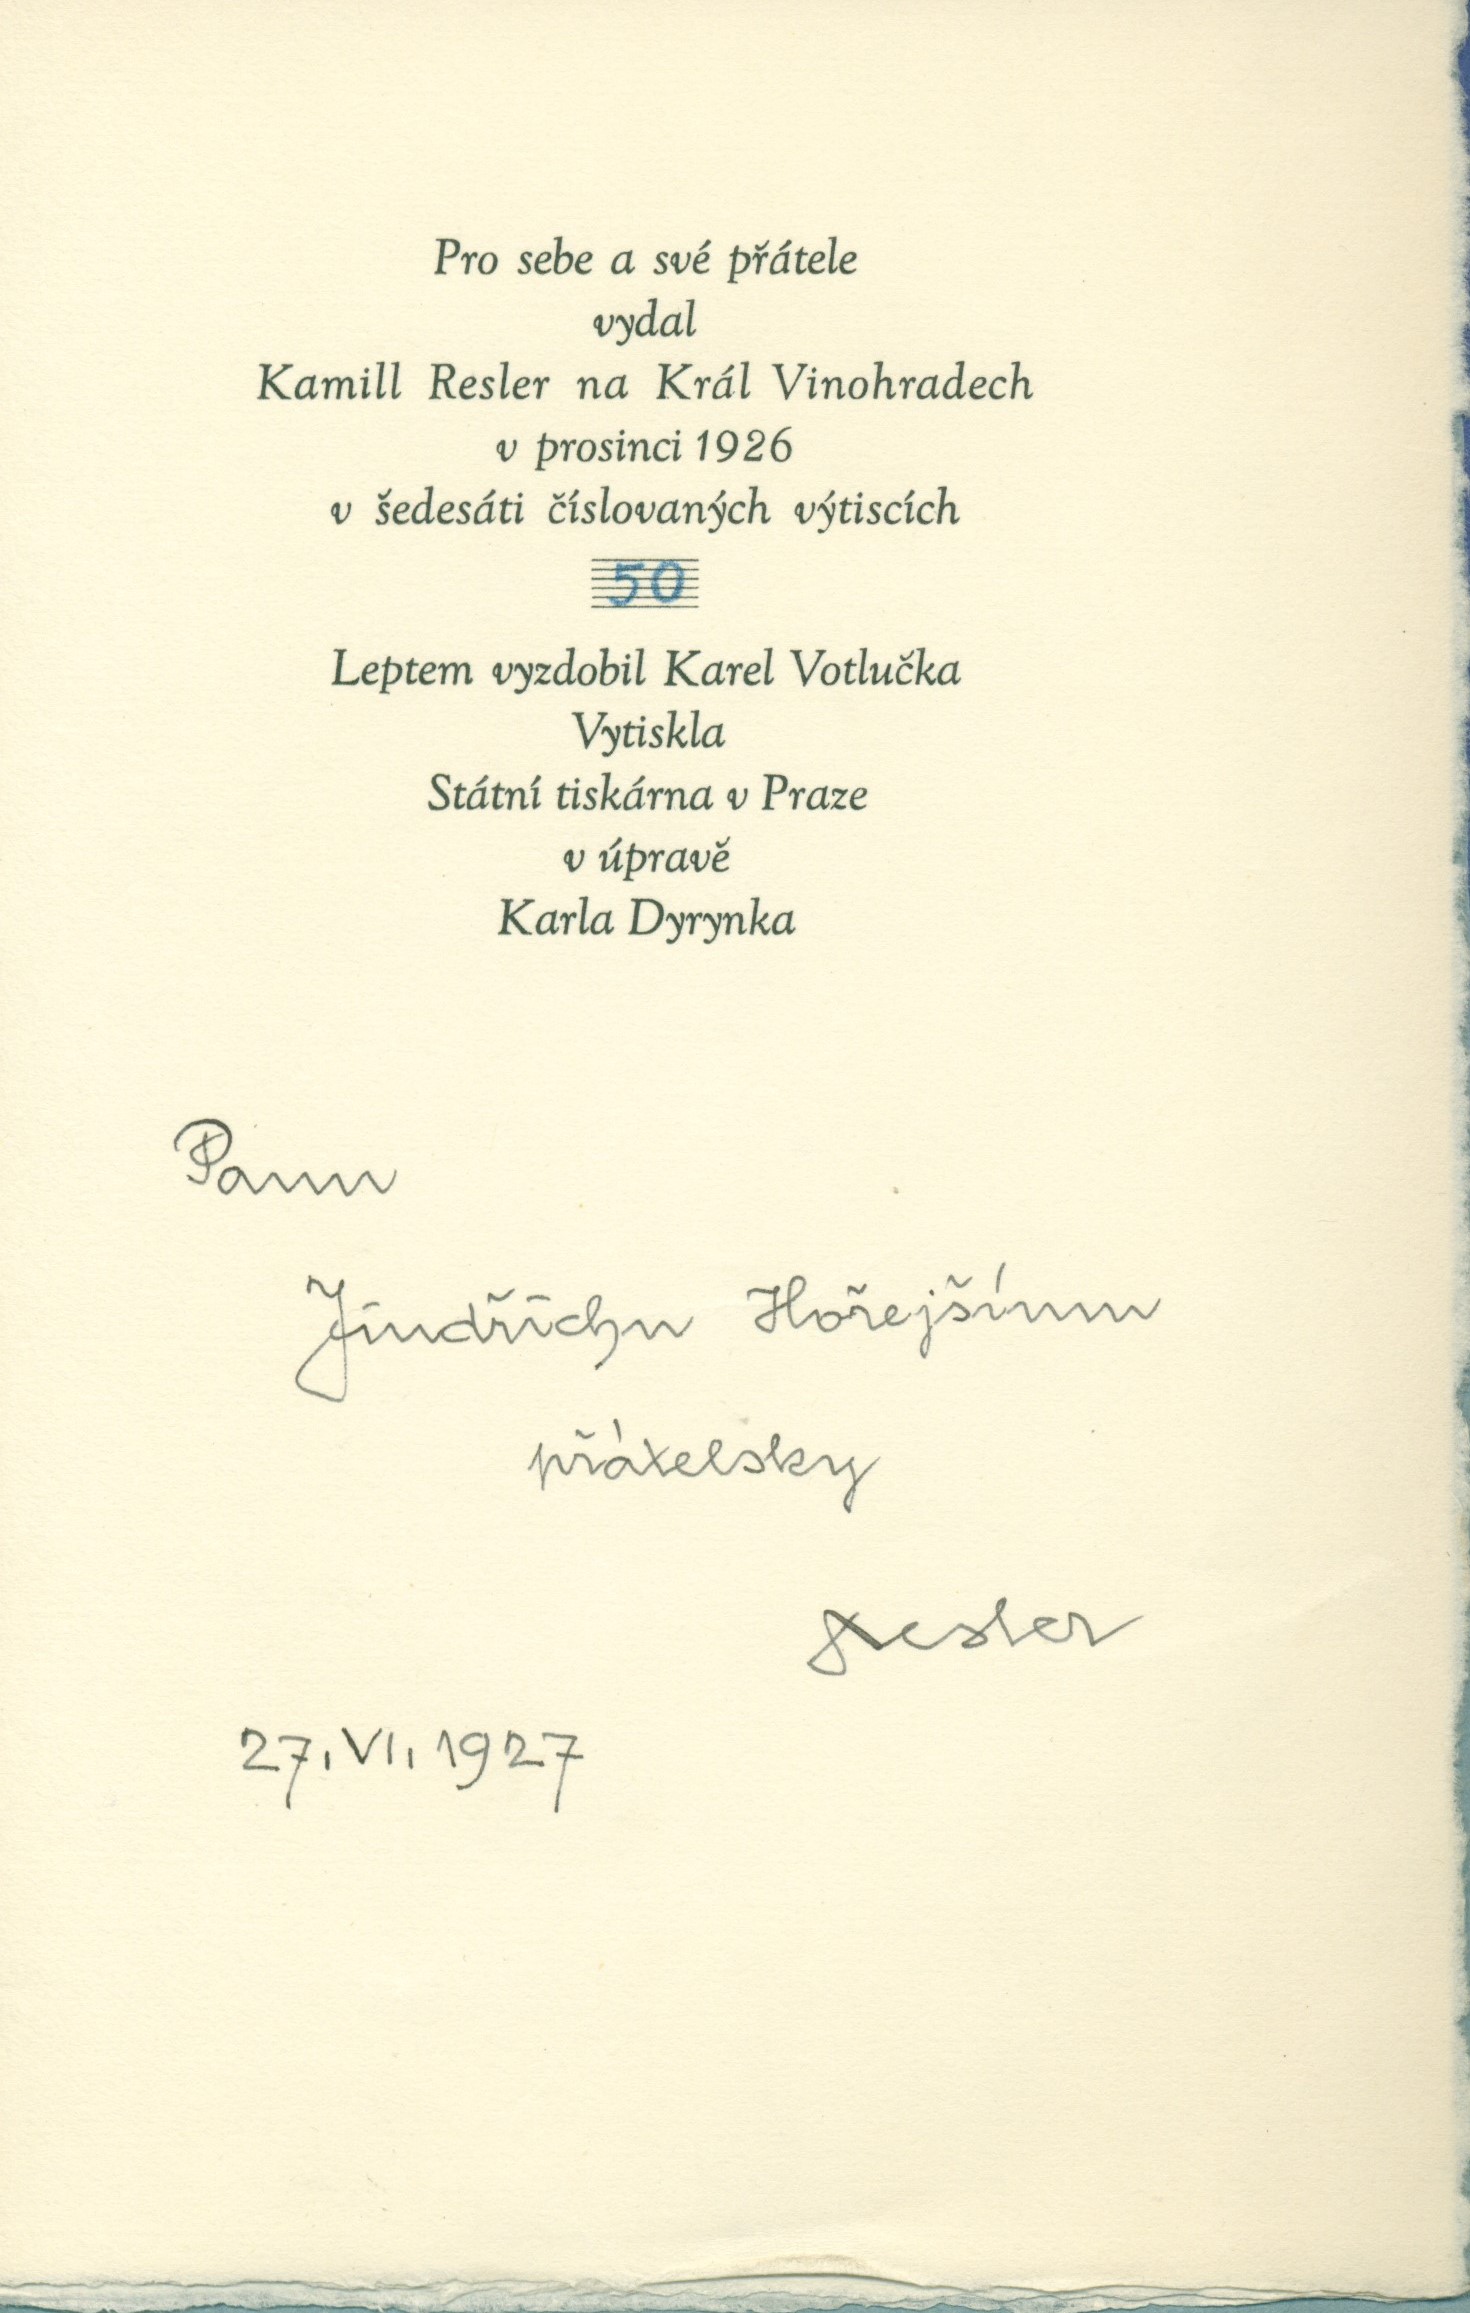 Pro sebe a své přátele
vydal
Kamill Resler na Král Vinohradech
v prosinci 1926
v šedesáti číslovaných výtiscích
50
Leptem vyzdobil Karel Votlučka
Vytiskla
Státní tiskárna v Praze
v úpravě
Karla Dyrynka
Panu
Jindřichu Hořejšímu
přátelsky
Resler
27. VI. 1927